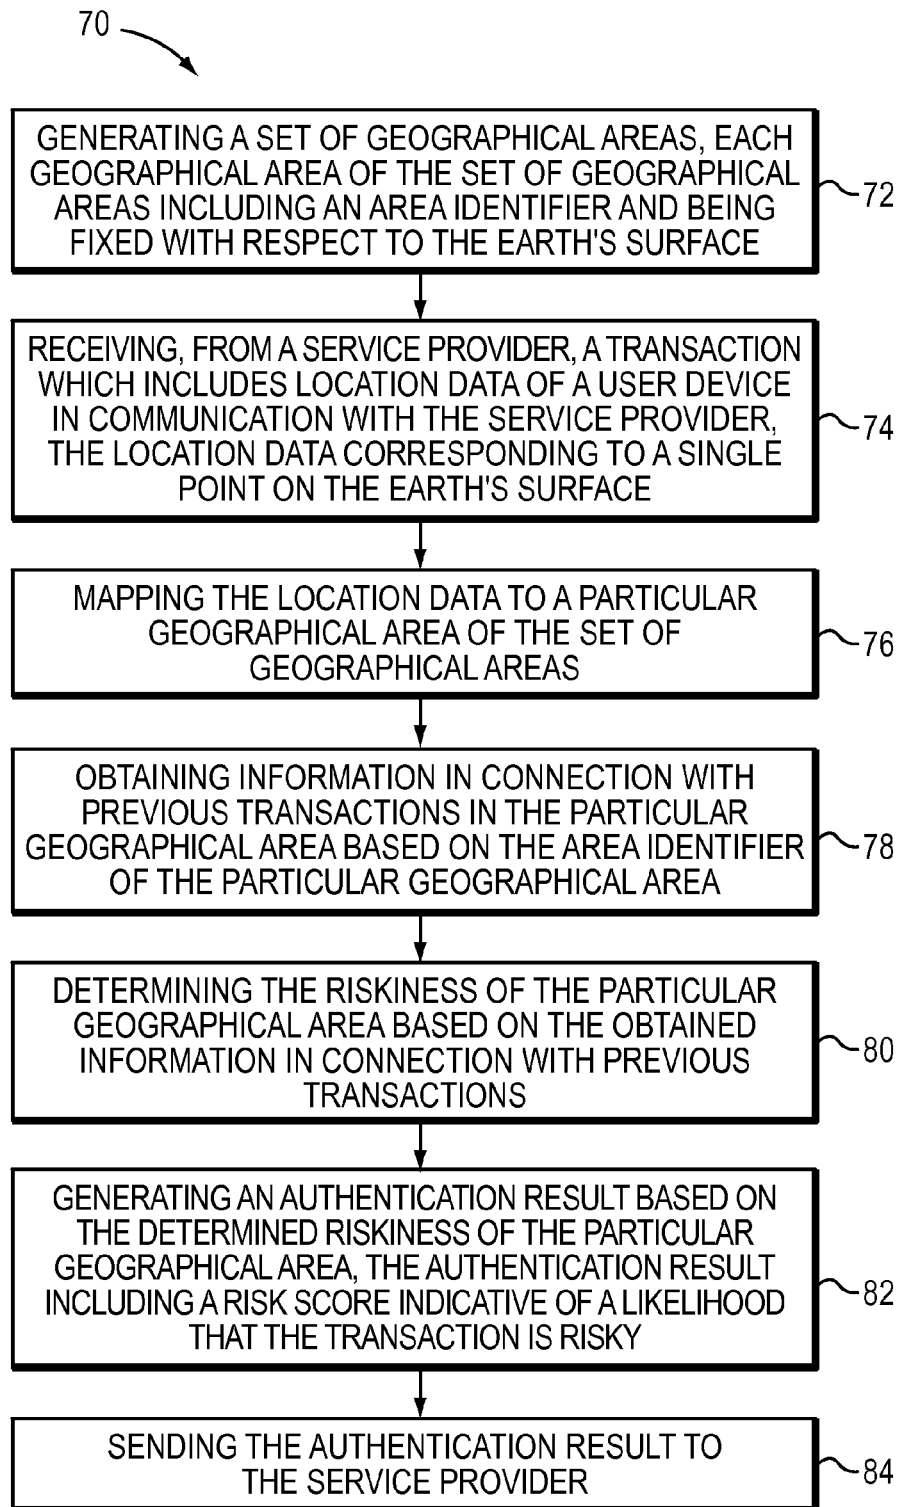 70
GENERATING A SET OF GEOGRAPHICAL AREAS, EACH
GEOGRAPHICAL AREA OF THE SET OF GEOGRAPHICAL
AREAS INCLUDING AN AREA IDENTIFIER AND BEING
FIXED WITH RESPECT TO THE EARTH'S SURFACE
72
RECEIVING, FROM A SERVICE PROVIDER, A TRANSACTION
WHICH INCLUDES LOCATION DATA OF A USER DEVICE
IN COMMUNICATION WITH THE SERVICE PROVIDER,
THE LOCATION DATA CORRESPONDING TO A SINGLE
POINT ON THE EARTH'S SURFACE
74
MAPPING THE LOCATION DATA TO A PARTICULAR
GEOGRAPHICAL AREA OF THE SET OF
GEOGRAPHICAL AREAS
76
OBTAINING INFORMATION IN CONNECTION WITH
PREVIOUS TRANSACTIONS IN THE PARTICULAR
GEOGRAPHICAL AREA BASED ON THE AREA IDENTIFIER
OF THE PARTICULAR GEOGRAPHICAL AREA
78
DETERMINING THE RISKINESS OF THE PARTICULAR
GEOGRAPHICAL AREA BASED ON THE OBTAINED
INFORMATION IN CONNECTION WITH PREVIOUS
TRANSACTIONS
80
GENERATING AN AUTHENTICATION RESULT BASED ON
THE DETERMINED RISKINESS OF THE PARTICULAR
GEOGRAPHICAL AREA, THE AUTHENTICATION RESULT
INCLUDING A RISK SCORE INDICATIVE OF A LIKELIHOOD
THAT THE TRANSACTION IS RISKY
82
SENDING THE AUTHENTICATION RESULT TO
THE SERVICE PROVIDER
84